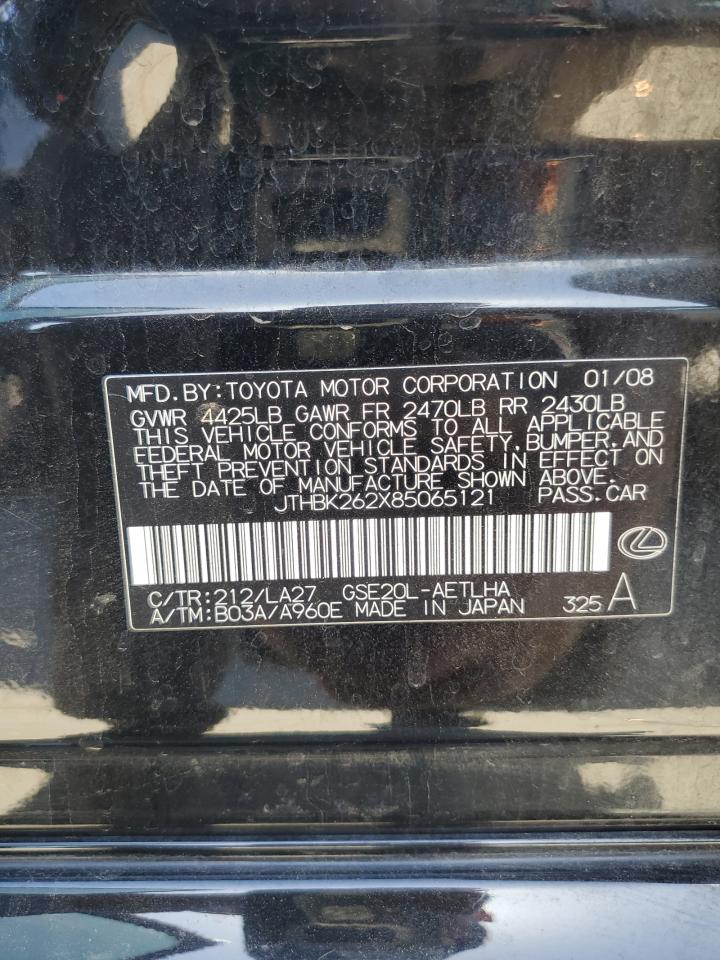 MFD.BY:TOYOTA MOTOR CORPORATION 01/08
GVWR 4425LB GAWR FR 2470LB RR 2430LB
THIS VEHICLE CONFORMS TO ALL APPLICABLE
FEDERAL MOTOR VEHICLE SAFETY,BUMPER,AND
THEFT PREVENTION STANDARDS IN EFFECT ON
THE DATE OF MANUFACTURE SHOWN ABOVE.
JTHBK262X85065121 PASS.CAR
C/TR:212/LA27 GSE20L-AETLHA
A/TM:B03A/A960E MADE IN JAPAN 325 A